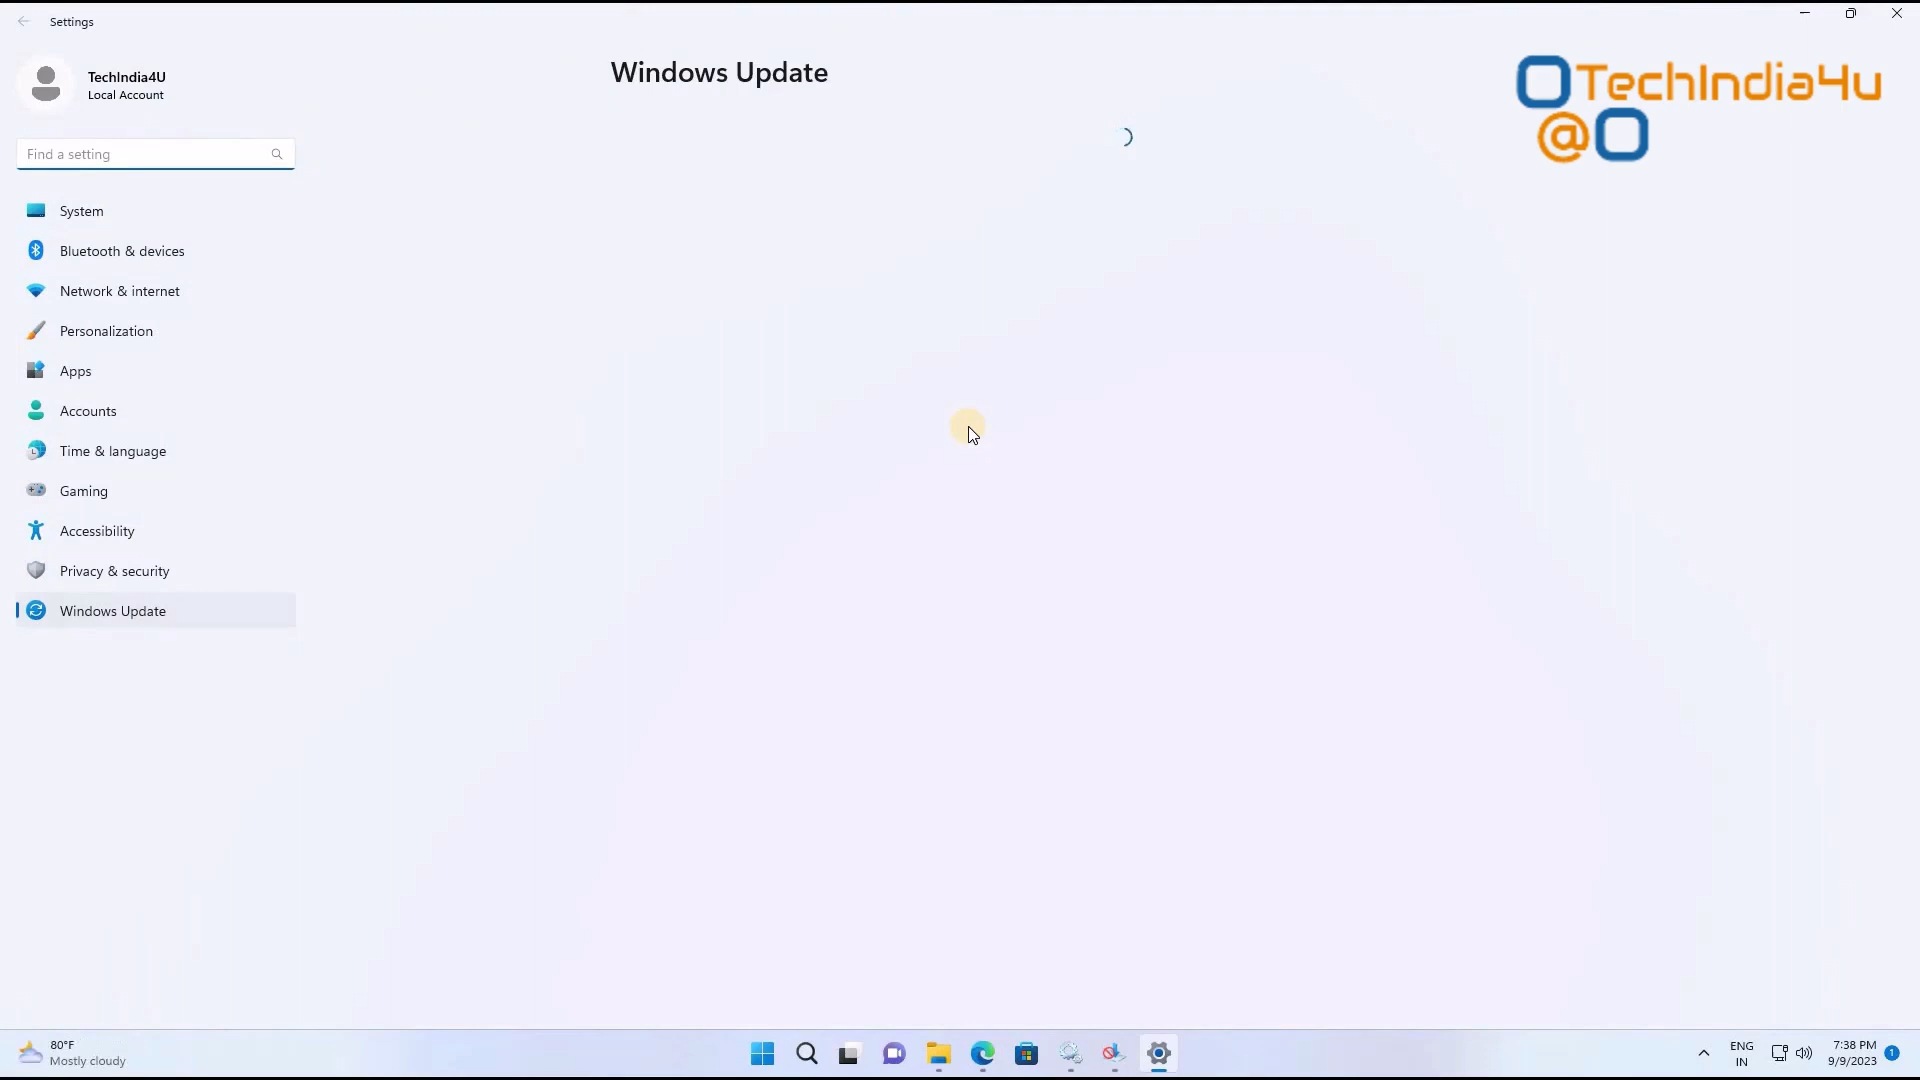 Settings
TechIndia4U
Local Account
Windows Update
TechIndia4u
@
Find a setting
System
Bluetooth & devices
Network & internet
Personalization
Apps
Accounts
Time & language
Gaming
Accessibility
Privacy & security
Windows Update
80°F
Mostly cloudy
ENG
IN
7:38 PM
9/9/2023
1